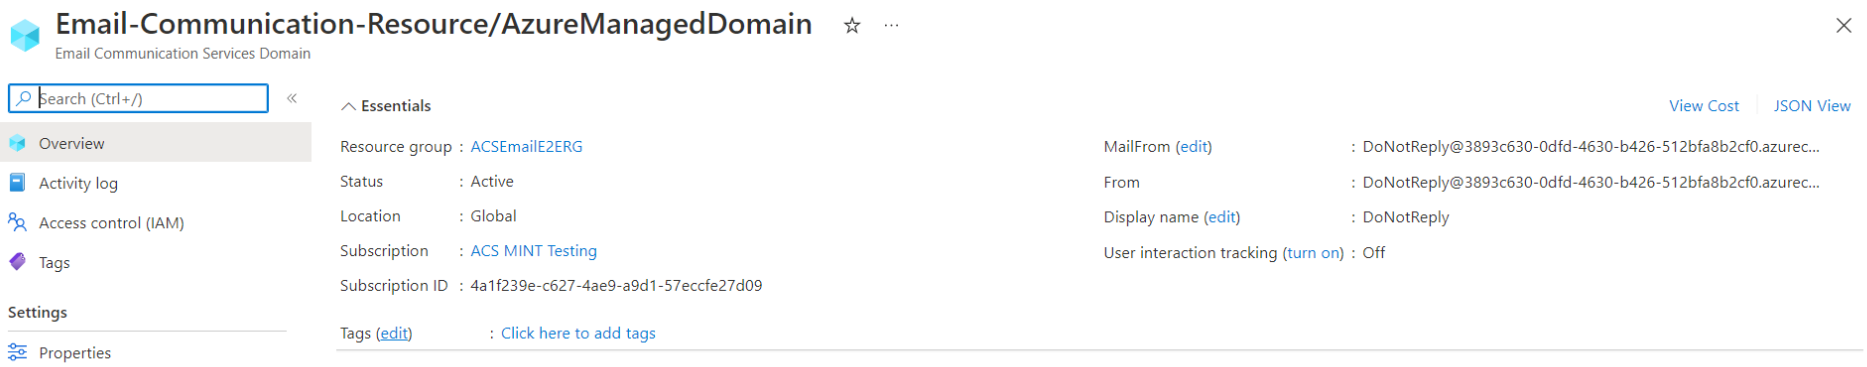 Email-Communication-Resource/AzureManagedDomain ☆ ...
Email Communication Services Domain
Search (Ctrl+/) «
Overview
Activity log
Access control (IAM)
Tags
Settings
Properties
Essentials
View Cost JSON View
Resource group : ACSEmailE2ERG
Status : Active
Location : Global
Subscription : ACS MINT Testing
Subscription ID : 4a1f239e-c627-4ae9-a9d1-57eccfe27d09
Tags (edit) : Click here to add tags
MailFrom (edit) : DoNotReply@3893c630-0dfd-4630-b426-512bfa8b2cf0.azurec...
From : DoNotReply@3893c630-0dfd-4630-b426-512bfa8b2cf0.azurec...
Display name (edit) : DoNotReply
User interaction tracking (turn on) : Off